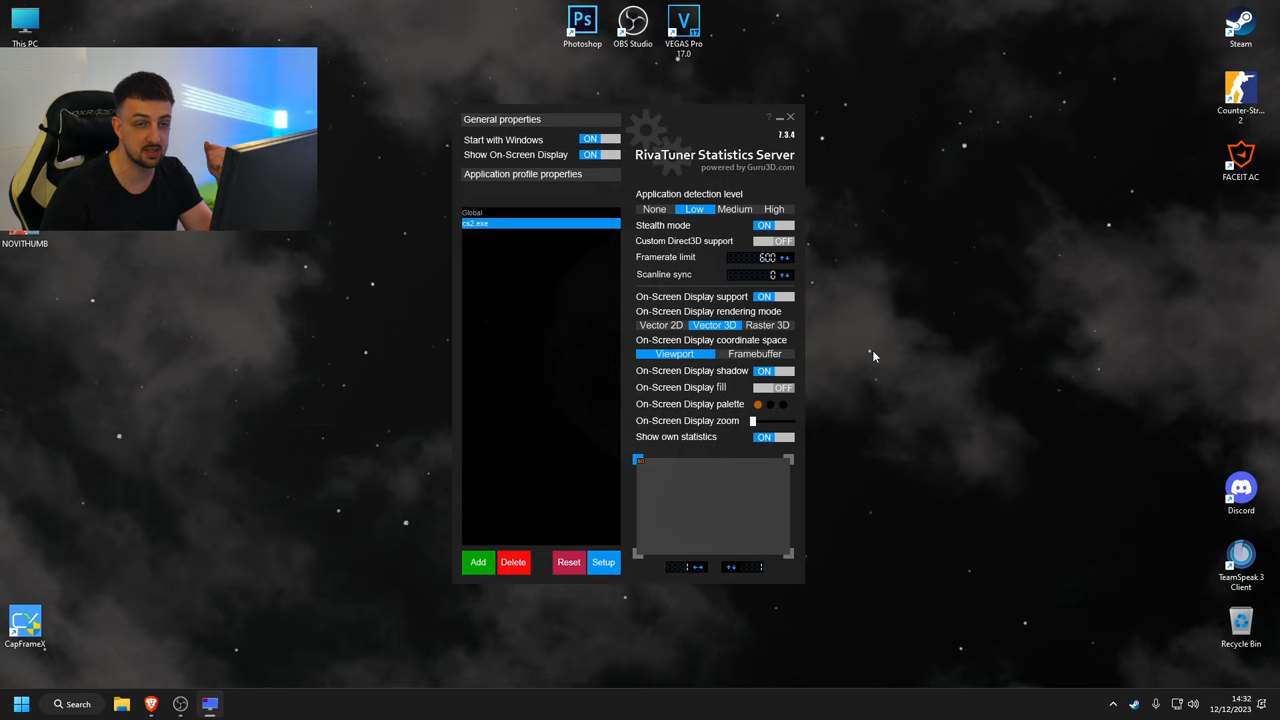 This PC
Photoshop
OBS Studio
VEGAS Pro
17.0
Steam
Counter-Str...
2
FACEIT AC
NOVITHUMB
General properties
Start with Windows ON
Show On-Screen Display ON
Application profile properties
Global
cs2.exe
Add
Delete
Reset
Setup
?
7.3.4
RivaTuner Statistics Server
powered by Guru3D.com
Application detection level
None Low Medium High
Stealth mode ON
Custom Direct3D support OFF
Framerate limit 600
Scanline sync 0
On-Screen Display support ON
On-Screen Display rendering mode
Vector 2D Vector 3D Raster 3D
On-Screen Display coordinate space
Viewport Framebuffer
On-Screen Display shadow ON
On-Screen Display fill OFF
On-Screen Display palette
On-Screen Display zoom
Show own statistics ON
60
1 1
Discord
TeamSpeak 3
Client
Recycle Bin
CapFrameX
Search
14:32
12/12/2023